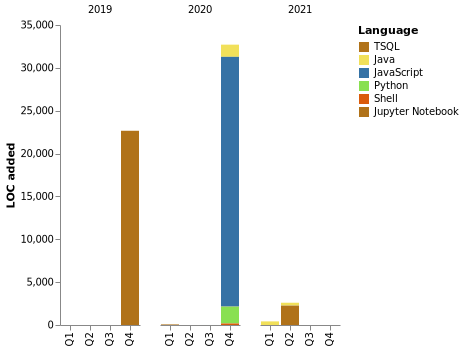 2019 2020 2021
Language
TSQL
Java
JavaScript
Python
Shell
Jupyter Notebook
LOC added
35,000
30,000
25,000
20,000
15,000
10,000
5,000
0
Q1 Q2 Q3 Q4 Q1 Q2 Q3 Q4 Q1 Q2 Q3 Q4